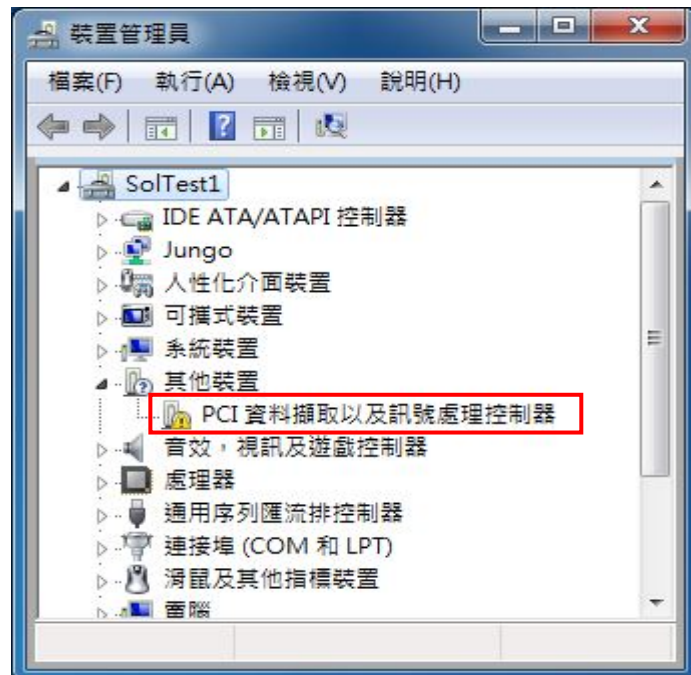 裝置管理員
檔案(F) 執行(A) 檢視(V) 說明(H)
SolTest1
IDE ATA/ATAPI 控制器
Jungo
人性化介面裝置
可攜式裝置
系統裝置
其他裝置
PCI 資料擷取以及訊號處理控制器
音效，視訊及遊戲控制器
處理器
通用序列匯流排控制器
連接埠 (COM 和 LPT)
滑鼠及其他指標裝置
電腦